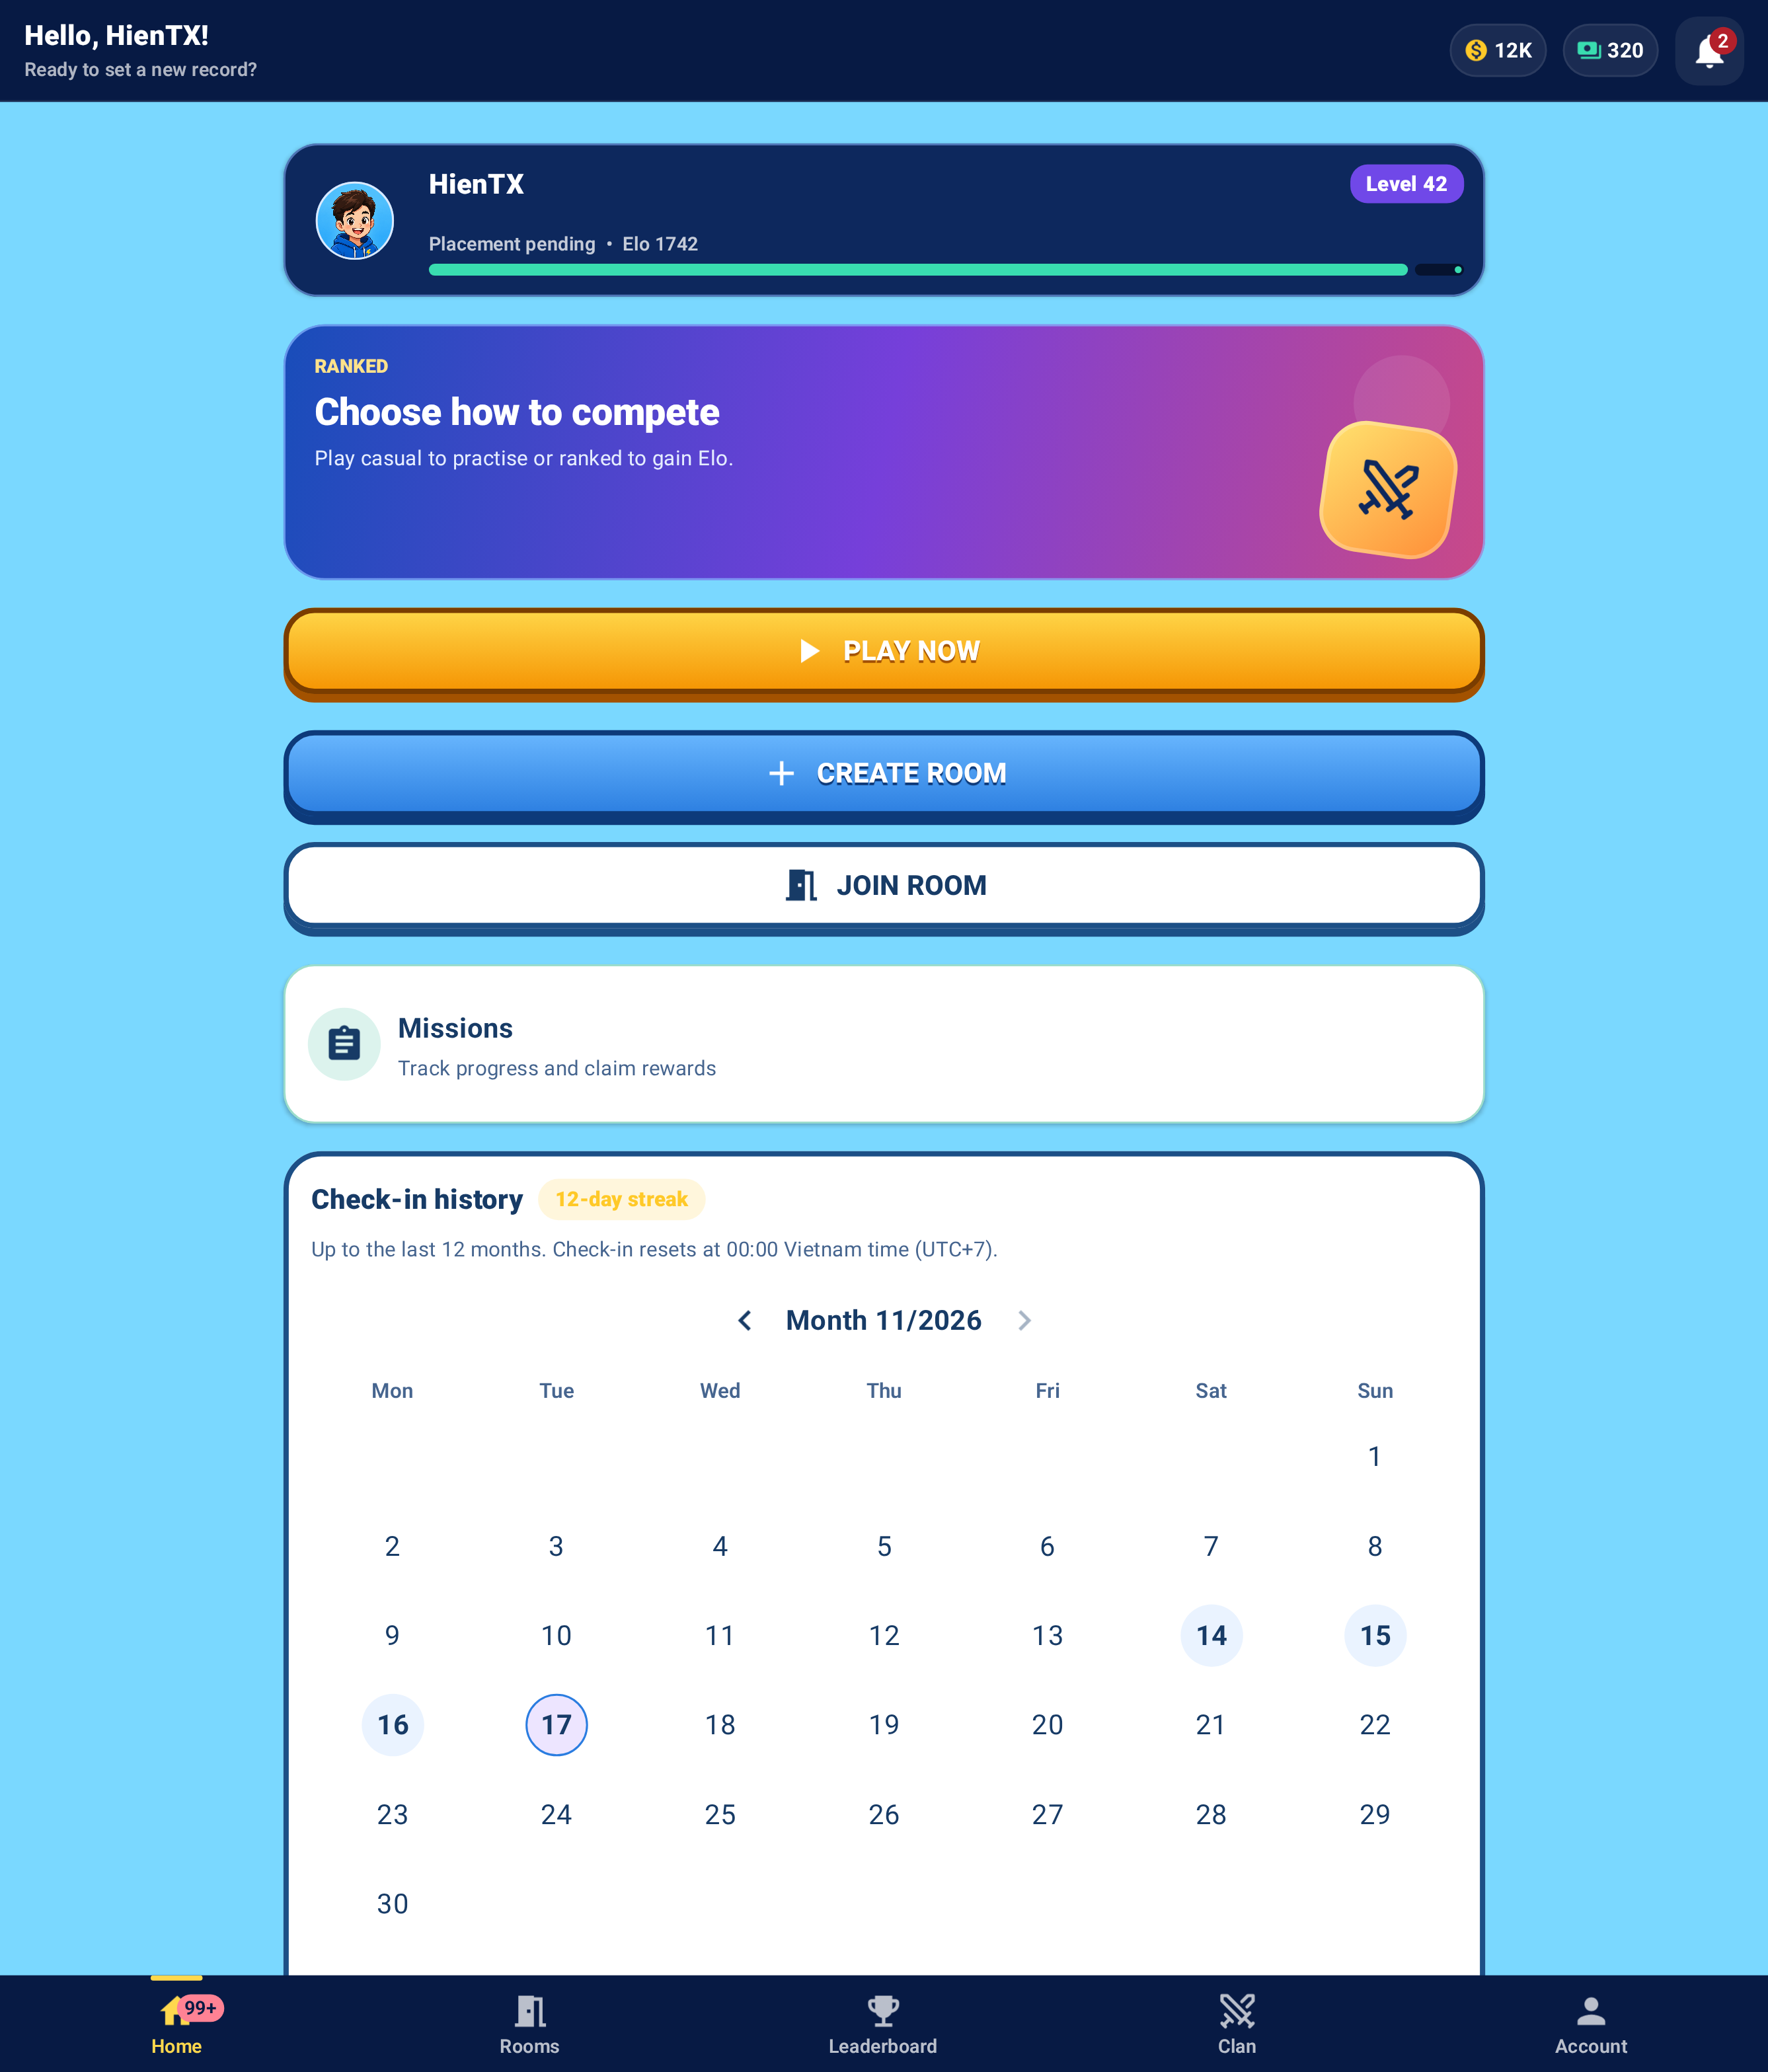 Hello, HienTX!
Ready to set a new record?
12K
320
2
HienTX
Level 42
Placement pending • Elo 1742
RANKED
Choose how to compete
Play casual to practise or ranked to gain Elo.
PLAY NOW
CREATE ROOM
JOIN ROOM
Missions
Track progress and claim rewards
Check-in history
12-day streak
Up to the last 12 months. Check-in resets at 00:00 Vietnam time (UTC+7).
Month 11/2026
Mon Tue Wed Thu Fri Sat Sun
1
2 3 4 5 6 7 8
9 10 11 12 13 14 15
16 17 18 19 20 21 22
23 24 25 26 27 28 29
30
99+
Home Rooms Leaderboard Clan Account